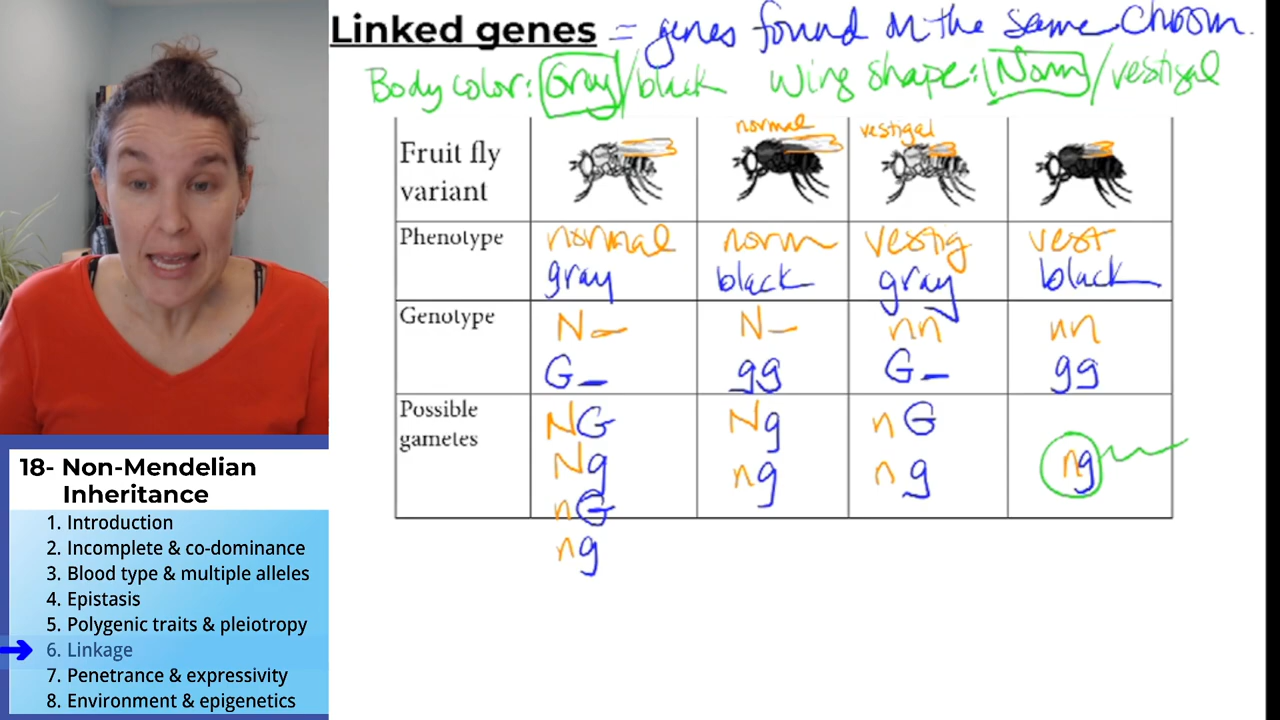 Linked genes = genes found on the same Chrom.
Body color: Gray/black Wing shape: Norm/vestigal
Fruit fly variant
normal
vestigal
Phenotype
normal gray
norm black
vestig gray
vest black
Genotype
N_ G_
N_ gg
nn G_
nn gg
Possible gametes
NG
Ng
nG
ng
Ng
ng
nG
ng
ng
18- Non-Mendelian
Inheritance
1. Introduction
2. Incomplete & co-dominance
3. Blood type & multiple alleles
4. Epistasis
5. Polygenic traits & pleiotropy
6. Linkage
7. Penetrance & expressivity
8. Environment & epigenetics